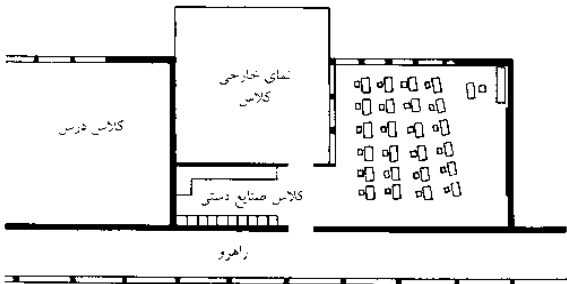 نمای خارجی
کلاس
کلاس درس
کلاس صنایع دستی
راهرو